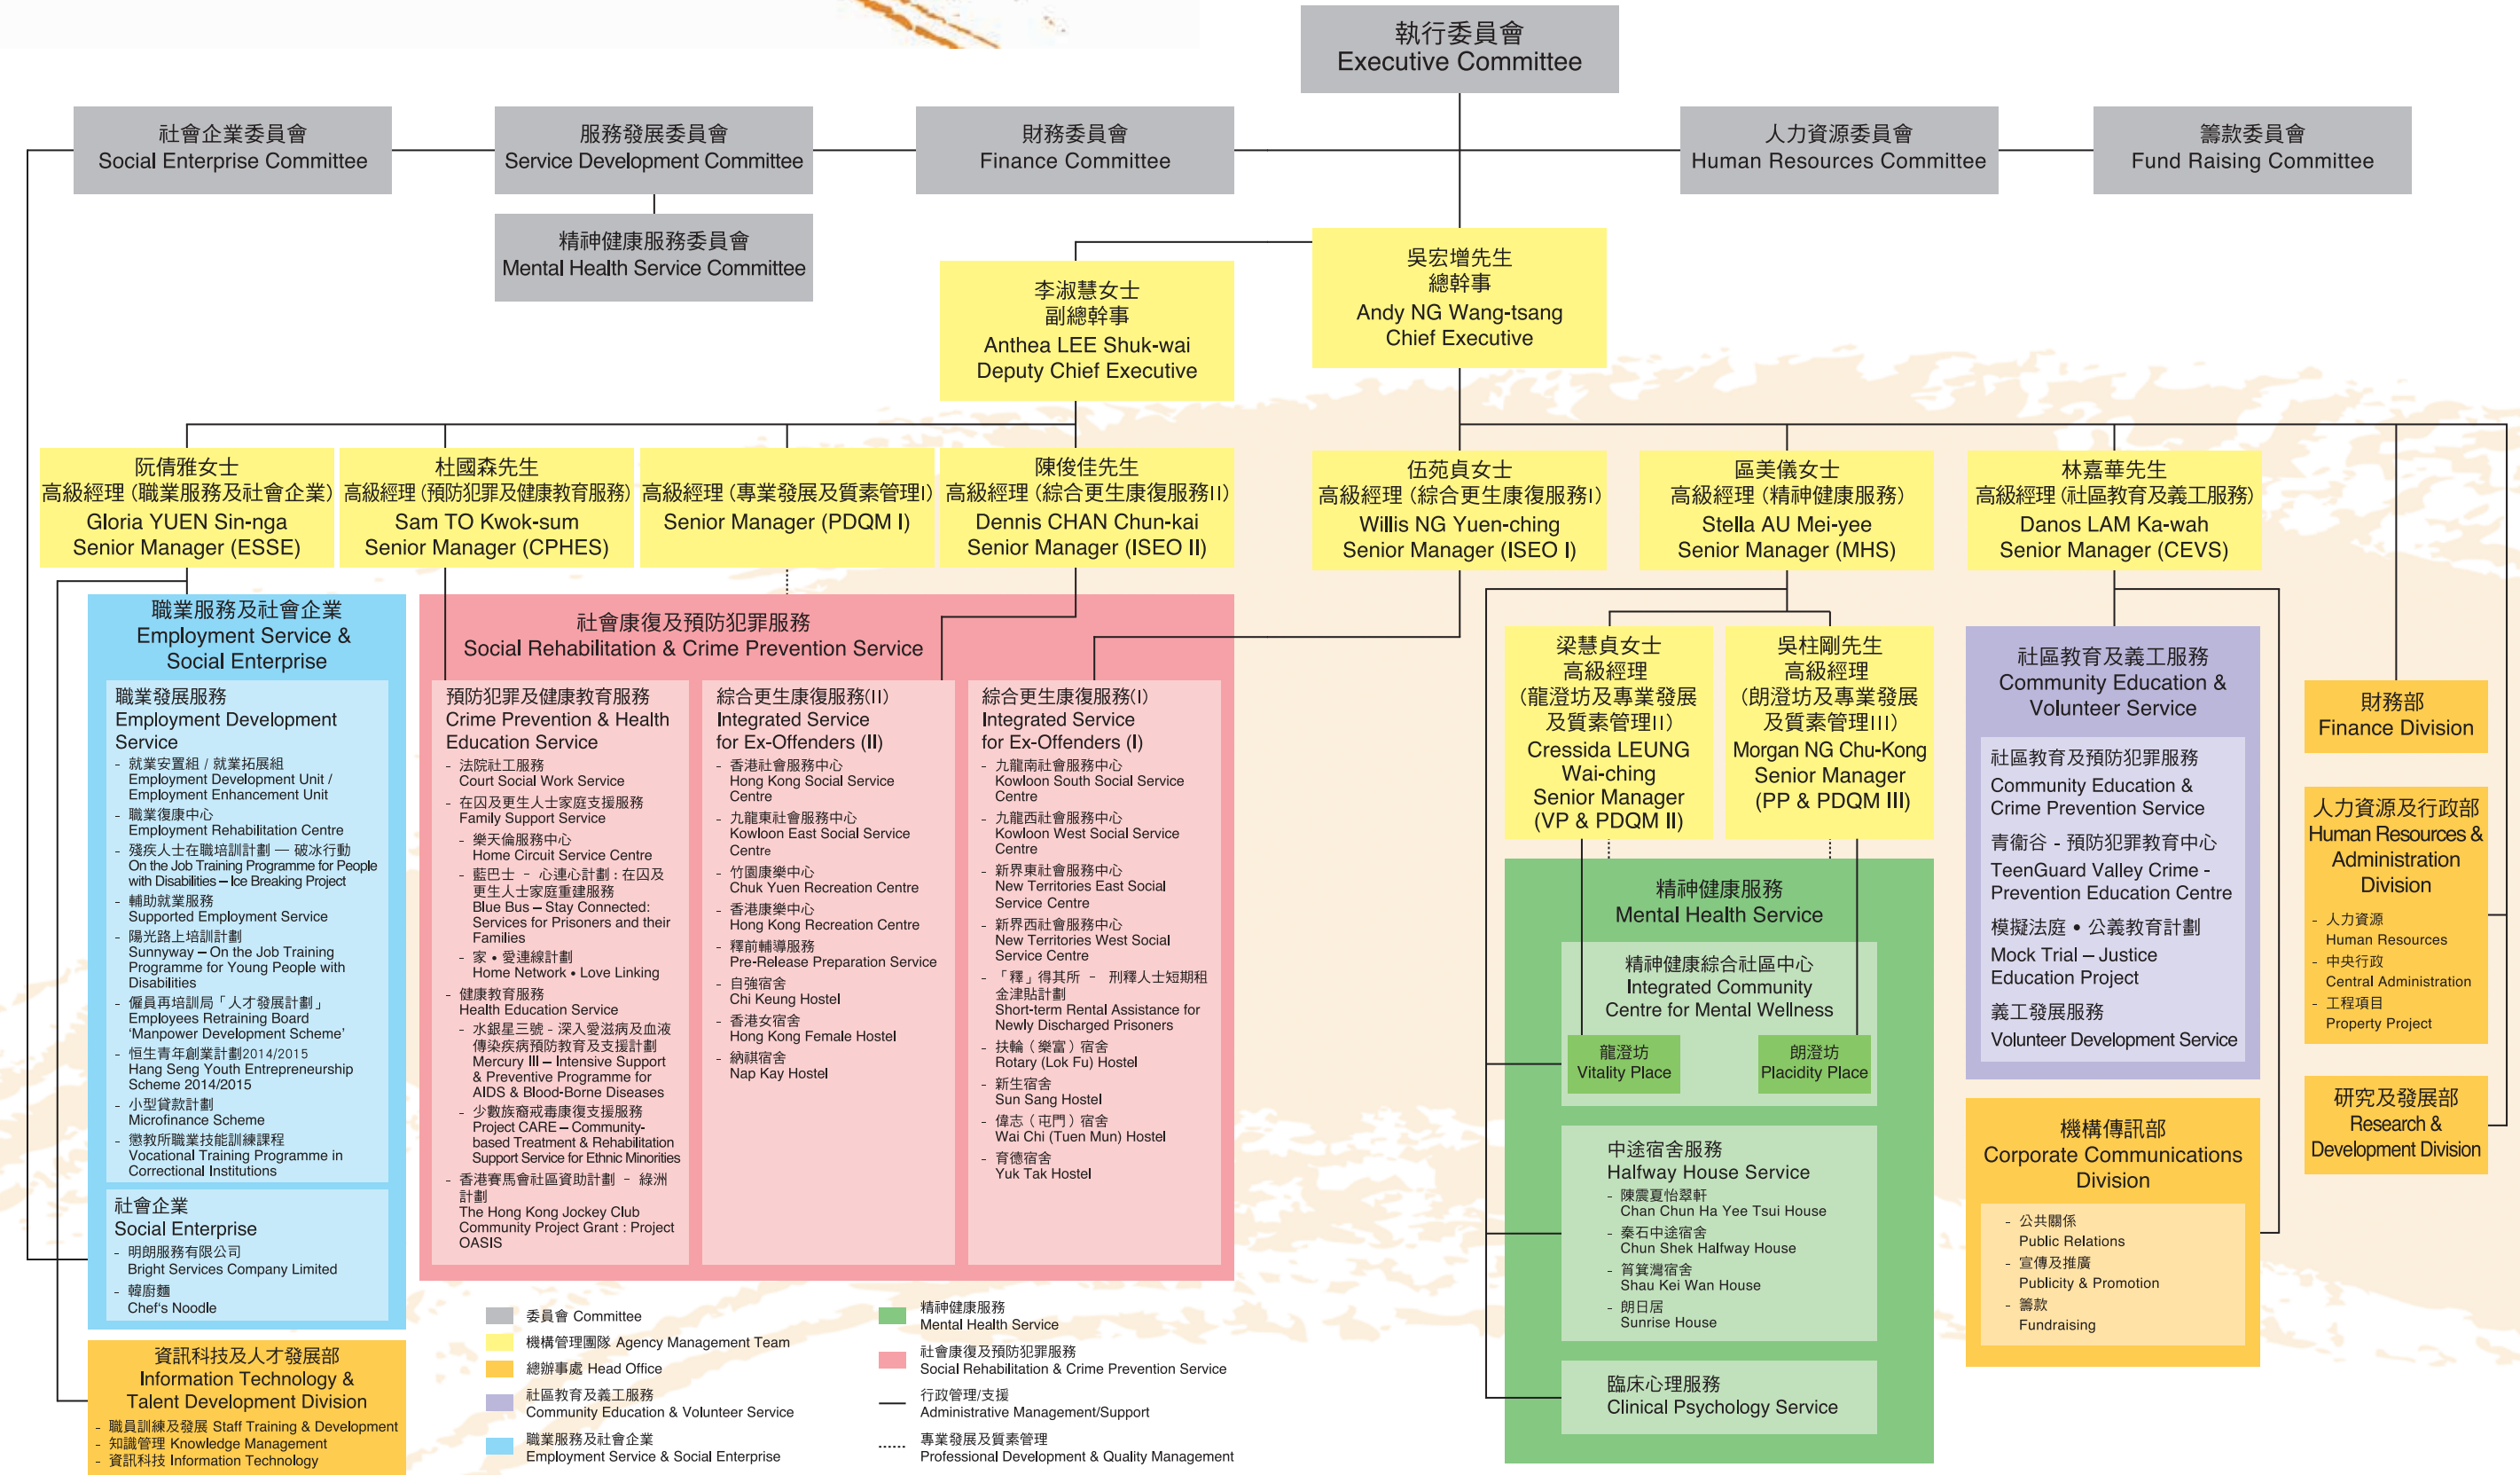 執行委員會
Executive Committee
社會企業委員會
Social Enterprise Committee
服務發展委員會
Service Development Committee
財務委員會
Finance Committee
人力資源委員會
Human Resources Committee
籌款委員會
Fund Raising Committee
精神健康服務委員會
Mental Health Service Committee
吳宏增先生
總幹事
Andy NG Wang-tsang
Chief Executive
李淑慧女士
副總幹事
Anthea LEE Shuk-wai
Deputy Chief Executive
阮倩雅女士
高級經理（職業服務及社會企業）
Gloria YUEN Sin-nga
Senior Manager (ESSE)
杜國森先生
高級經理（預防犯罪及健康教育服務）
Sam TO Kwok-sum
Senior Manager (CPHES)
高級經理（專業發展及質素管理I）
Senior Manager (PDQM I)
陳俊佳先生
高級經理（綜合更生康復服務II）
Dennis CHAN Chun-kai
Senior Manager (ISEO II)
伍苑貞女士
高級經理（綜合更生康復服務I）
Willis NG Yuen-ching
Senior Manager (ISEO I)
區美儀女士
高級經理（精神健康服務）
Stella AU Mei-yee
Senior Manager (MHS)
林嘉華先生
高級經理（社區教育及義工服務）
Danos LAM Ka-wah
Senior Manager (CEVS)
職業服務及社會企業
Employment Service &
Social Enterprise
職業發展服務
Employment Development
Service
- 就業安置組 / 就業拓展組
Employment Development Unit /
Employment Enhancement Unit
- 職業復康中心
Employment Rehabilitation Centre
- 殘疾人士在職培訓計劃 — 破冰行動
On the Job Training Programme for People
with Disabilities – Ice Breaking Project
- 輔助就業服務
Supported Employment Service
- 陽光路上培訓計劃
Sunnyway – On the Job Training
Programme for Young People with
Disabilities
- 僱員再培訓局「人才發展計劃」
Employees Retraining Board
‘Manpower Development Scheme’
- 恒生青年創業計劃2014/2015
Hang Seng Youth Entrepreneurship
Scheme 2014/2015
- 小型貸款計劃
Microfinance Scheme
- 懲教所職業技能訓練課程
Vocational Training Programme in
Correctional Institutions
社會企業
Social Enterprise
- 明朗服務有限公司
Bright Services Company Limited
- 韓廚麵
Chef's Noodle
資訊科技及人才發展部
Information Technology &
Talent Development Division
- 職員訓練及發展 Staff Training & Development
- 知識管理 Knowledge Management
- 資訊科技 Information Technology
社會康復及預防犯罪服務
Social Rehabilitation & Crime Prevention Service
預防犯罪及健康教育服務
Crime Prevention & Health
Education Service
- 法院社工服務
Court Social Work Service
- 在囚及更生人士家庭支援服務
Family Support Service
- 樂天倫服務中心
Home Circuit Service Centre
- 藍巴士 – 心連心計劃 : 在囚及
更生人士家庭重建服務
Blue Bus – Stay Connected:
Services for Prisoners and their
Families
- 家 • 愛連線計劃
Home Network • Love Linking
- 健康教育服務
Health Education Service
- 水銀星三號 - 深入愛滋病及血液
傳染疾病預防教育及支援計劃
Mercury III – Intensive Support
& Preventive Programme for
AIDS & Blood-Borne Diseases
- 少數族裔戒毒康復支援服務
Project CARE – Community-
based Treatment & Rehabilitation
Support Service for Ethnic Minorities
- 香港賽馬會社區資助計劃 – 綠洲
計劃
The Hong Kong Jockey Club
Community Project Grant : Project
OASIS
綜合更生康復服務(II)
Integrated Service
for Ex-Offenders (II)
- 香港社會服務中心
Hong Kong Social Service
Centre
- 九龍東社會服務中心
Kowloon East Social Service
Centre
- 竹園康樂中心
Chuk Yuen Recreation Centre
- 香港康樂中心
Hong Kong Recreation Centre
- 釋前輔導服務
Pre-Release Preparation Service
- 自強宿舍
Chi Keung Hostel
- 香港女宿舍
Hong Kong Female Hostel
- 納祺宿舍
Nap Kay Hostel
綜合更生康復服務(I)
Integrated Service
for Ex-Offenders (I)
- 九龍南社會服務中心
Kowloon South Social Service
Centre
- 九龍西社會服務中心
Kowloon West Social Service
Centre
- 新界東社會服務中心
New Territories East Social
Service Centre
- 新界西社會服務中心
New Territories West Social
Service Centre
- 「釋」得其所 – 刑釋人士短期租
金津貼計劃
Short-term Rental Assistance for
Newly Discharged Prisoners
- 扶輪（樂富）宿舍
Rotary (Lok Fu) Hostel
- 新生宿舍
Sun Sang Hostel
- 偉志（屯門）宿舍
Wai Chi (Tuen Mun) Hostel
- 育德宿舍
Yuk Tak Hostel
梁慧貞女士
高級經理
（龍澄坊及專業發展
及質素管理II）
Cressida LEUNG
Wai-ching
Senior Manager
(VP & PDQM II)
吳柱剛先生
高級經理
（朗澄坊及專業發展
及質素管理III）
Morgan NG Chu-Kong
Senior Manager
(PP & PDQM III)
精神健康服務
Mental Health Service
精神健康綜合社區中心
Integrated Community
Centre for Mental Wellness
龍澄坊
Vitality Place
朗澄坊
Placidity Place
中途宿舍服務
Halfway House Service
- 陳震夏怡翠軒
Chan Chun Ha Yee Tsui House
- 秦石中途宿舍
Chun Shek Halfway House
- 筲箕灣宿舍
Shau Kei Wan House
- 朗日居
Sunrise House
臨床心理服務
Clinical Psychology Service
社區教育及義工服務
Community Education &
Volunteer Service
社區教育及預防犯罪服務
Community Education &
Crime Prevention Service
青衛谷 - 預防犯罪教育中心
TeenGuard Valley Crime -
Prevention Education Centre
模擬法庭 • 公義教育計劃
Mock Trial – Justice
Education Project
義工發展服務
Volunteer Development Service
機構傳訊部
Corporate Communications
Division
- 公共關係
Public Relations
- 宣傳及推廣
Publicity & Promotion
- 籌款
Fundraising
財務部
Finance Division
人力資源及行政部
Human Resources &
Administration
Division
- 人力資源
Human Resources
- 中央行政
Central Administration
- 工程項目
Property Project
研究及發展部
Research &
Development Division
委員會 Committee
機構管理團隊 Agency Management Team
總辦事處 Head Office
社區教育及義工服務
Community Education & Volunteer Service
職業服務及社會企業
Employment Service & Social Enterprise
精神健康服務
Mental Health Service
社會康復及預防犯罪服務
Social Rehabilitation & Crime Prevention Service
行政管理/支援
Administrative Management/Support
專業發展及質素管理
Professional Development & Quality Management